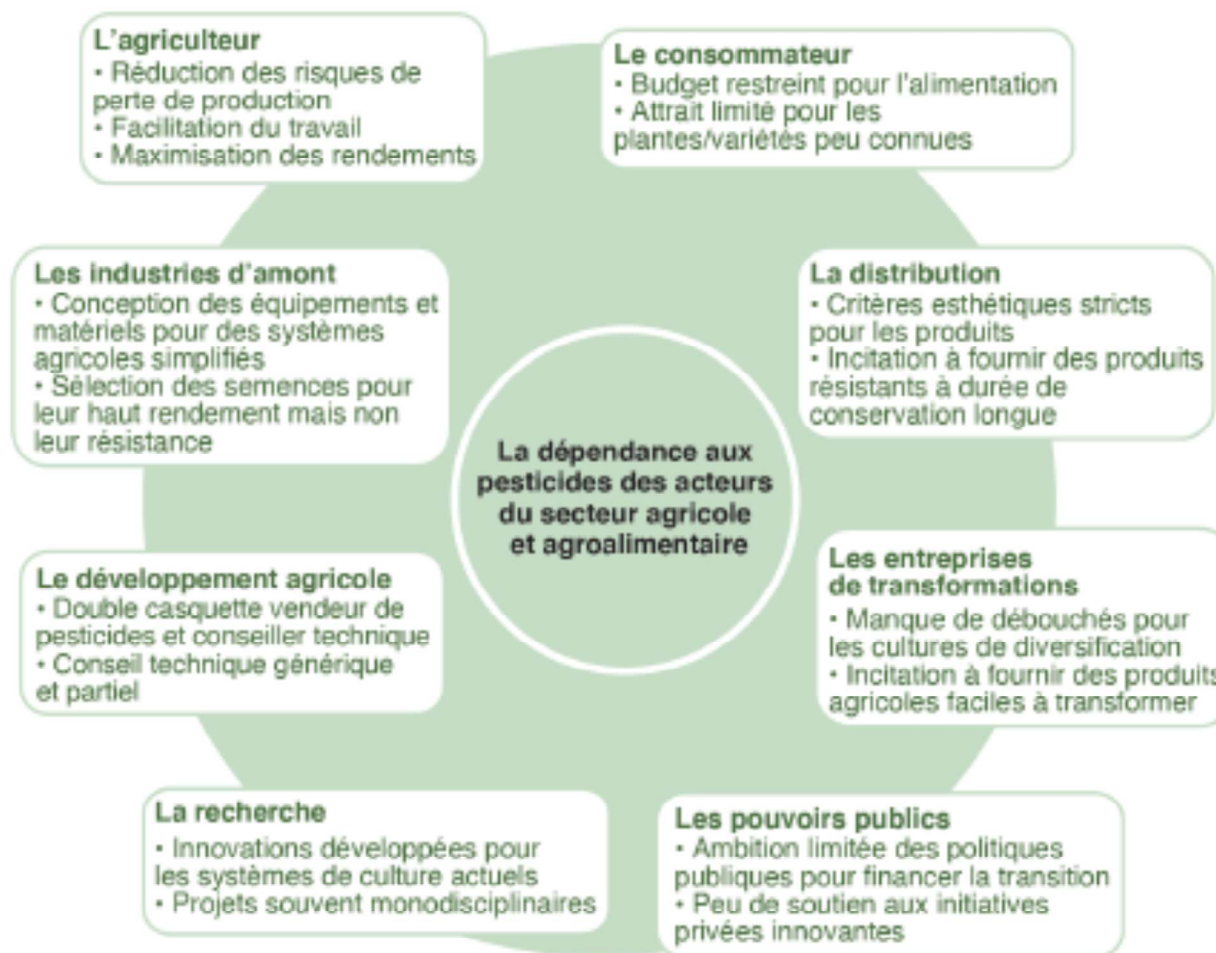 L'agriculteur
• Réduction des risques de
perte de production
• Facilitation du travail
• Maximisation des rendements
Le consommateur
• Budget restreint pour l'alimentation
• Attrait limité pour les
plantes/variétés peu connues
Les industries d'amont
• Conception des équipements et
matériels pour des systèmes
agricoles simplifiés
• Sélection des semences pour
leur haut rendement mais non
leur résistance
La distribution
• Critères esthétiques stricts
pour les produits
• Incitation à fournir des produits
résistants à durée de
conservation longue
La dépendance aux
pesticides des acteurs
du secteur agricole
et agroalimentaire
Le développement agricole
• Double casquette vendeur de
pesticides et conseiller technique
• Conseil technique générique
et partiel
Les entreprises
de transformations
• Manque de débouchés pour
les cultures de diversification
• Incitation à fournir des produits
agricoles faciles à transformer
La recherche
• Innovations développées pour
les systèmes de culture actuels
• Projets souvent monodisciplinaires
Les pouvoirs publics
• Ambition limitée des politiques
publiques pour financer la transition
• Peu de soutien aux initiatives
privées innovantes